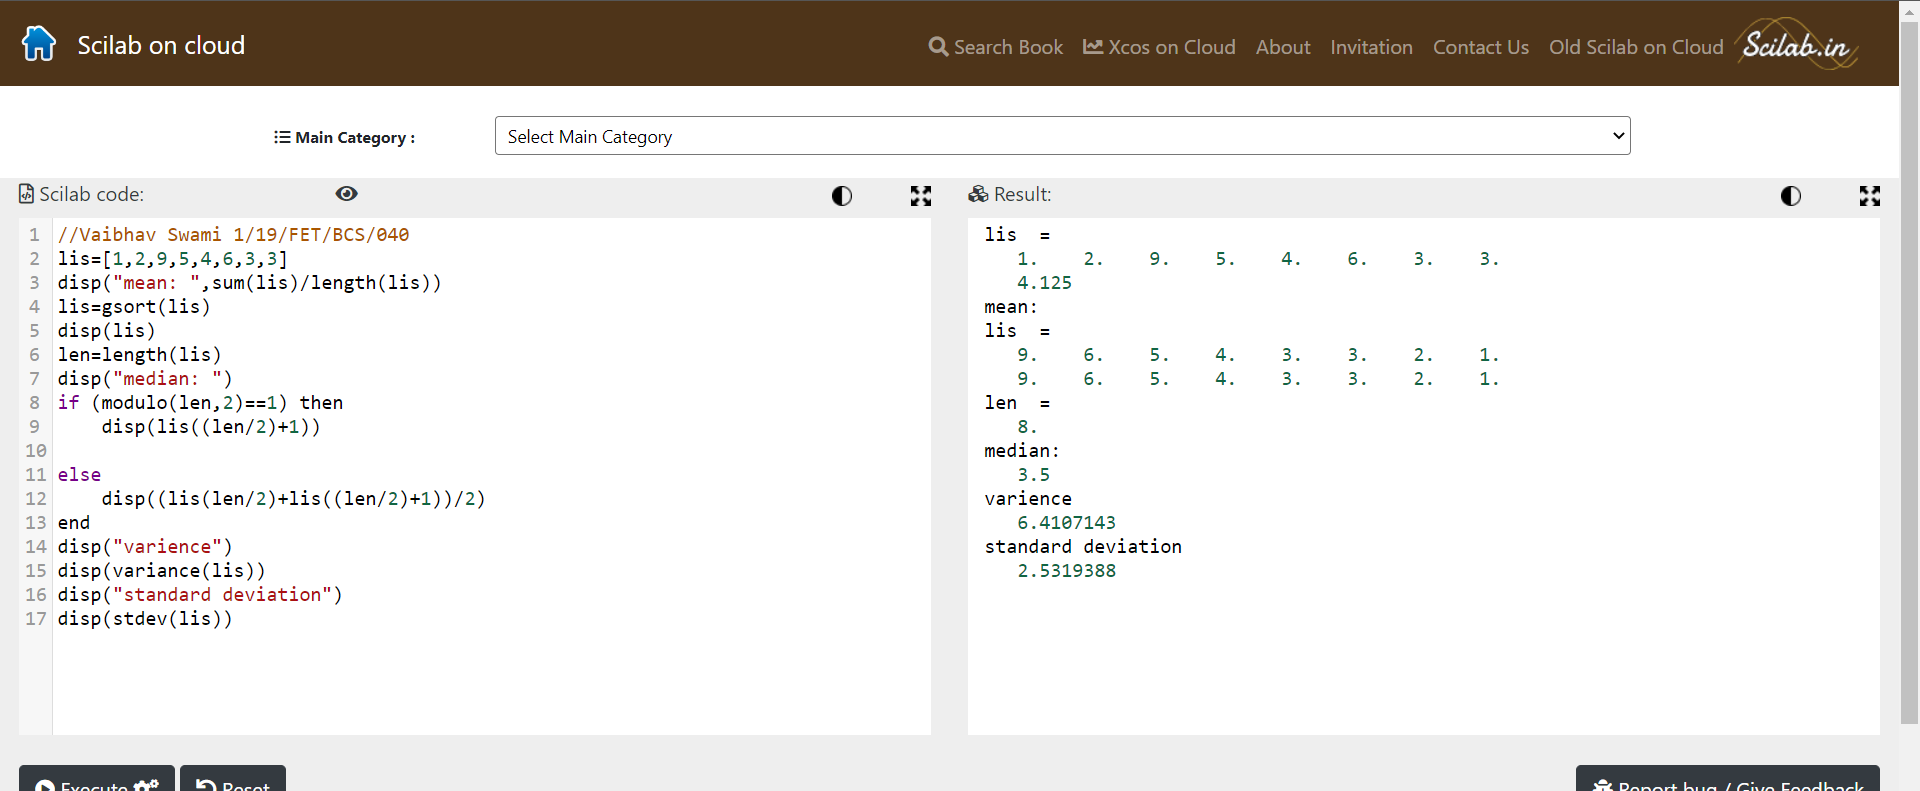 Scilab on cloud
Search Book Xcos on Cloud About Invitation Contact Us Old Scilab on Cloud Scilab.in
Main Category :
Select Main Category
Scilab code:
1 //Vaibhav Swami 1/19/FET/BCS/040
2 lis=[1,2,9,5,4,6,3,3]
3 disp("mean: ",sum(lis)/length(lis))
4 lis=gsort(lis)
5 disp(lis)
6 len=length(lis)
7 disp("median: ")
8 if (modulo(len,2)==1) then
9 disp(lis((len/2)+1))
10
11 else
12 disp((lis(len/2)+lis((len/2)+1))/2)
13 end
14 disp("varience")
15 disp(variance(lis))
16 disp("standard deviation")
17 disp(stdev(lis))
Result:
lis =
1. 2. 9. 5. 4. 6. 3. 3.
4.125
mean:
lis =
9. 6. 5. 4. 3. 3. 2. 1.
9. 6. 5. 4. 3. 3. 2. 1.
len =
8.
median:
3.5
varience
6.4107143
standard deviation
2.5319388
Execute Reset
Report bug / Give Feedback